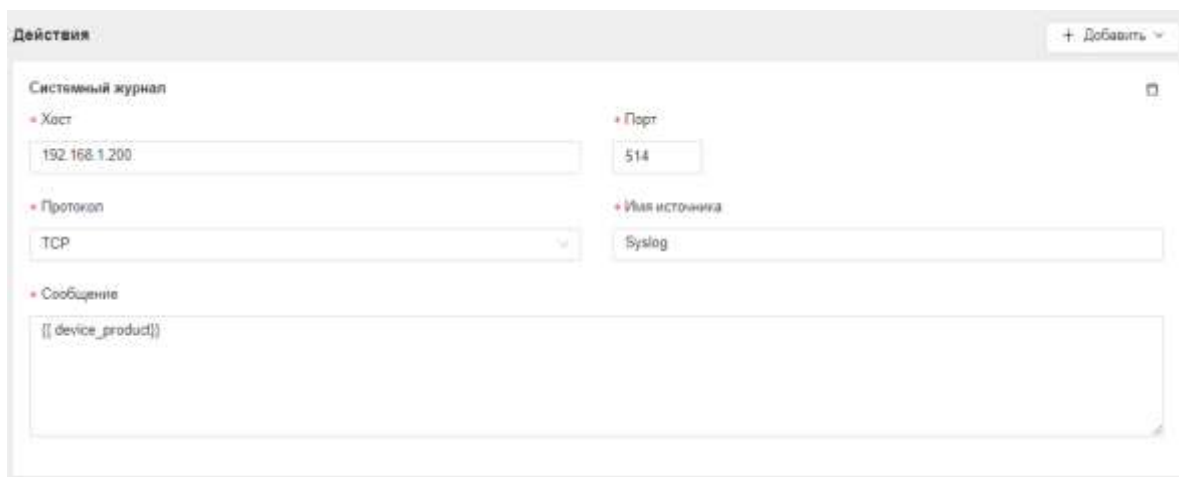 Действия
+ Добавить
Системный журнал
* Хост
* Порт
192.168.1.200
514
* Протокол
* Имя источника
TCP
Syslog
* Сообщение
{{ device_product}}